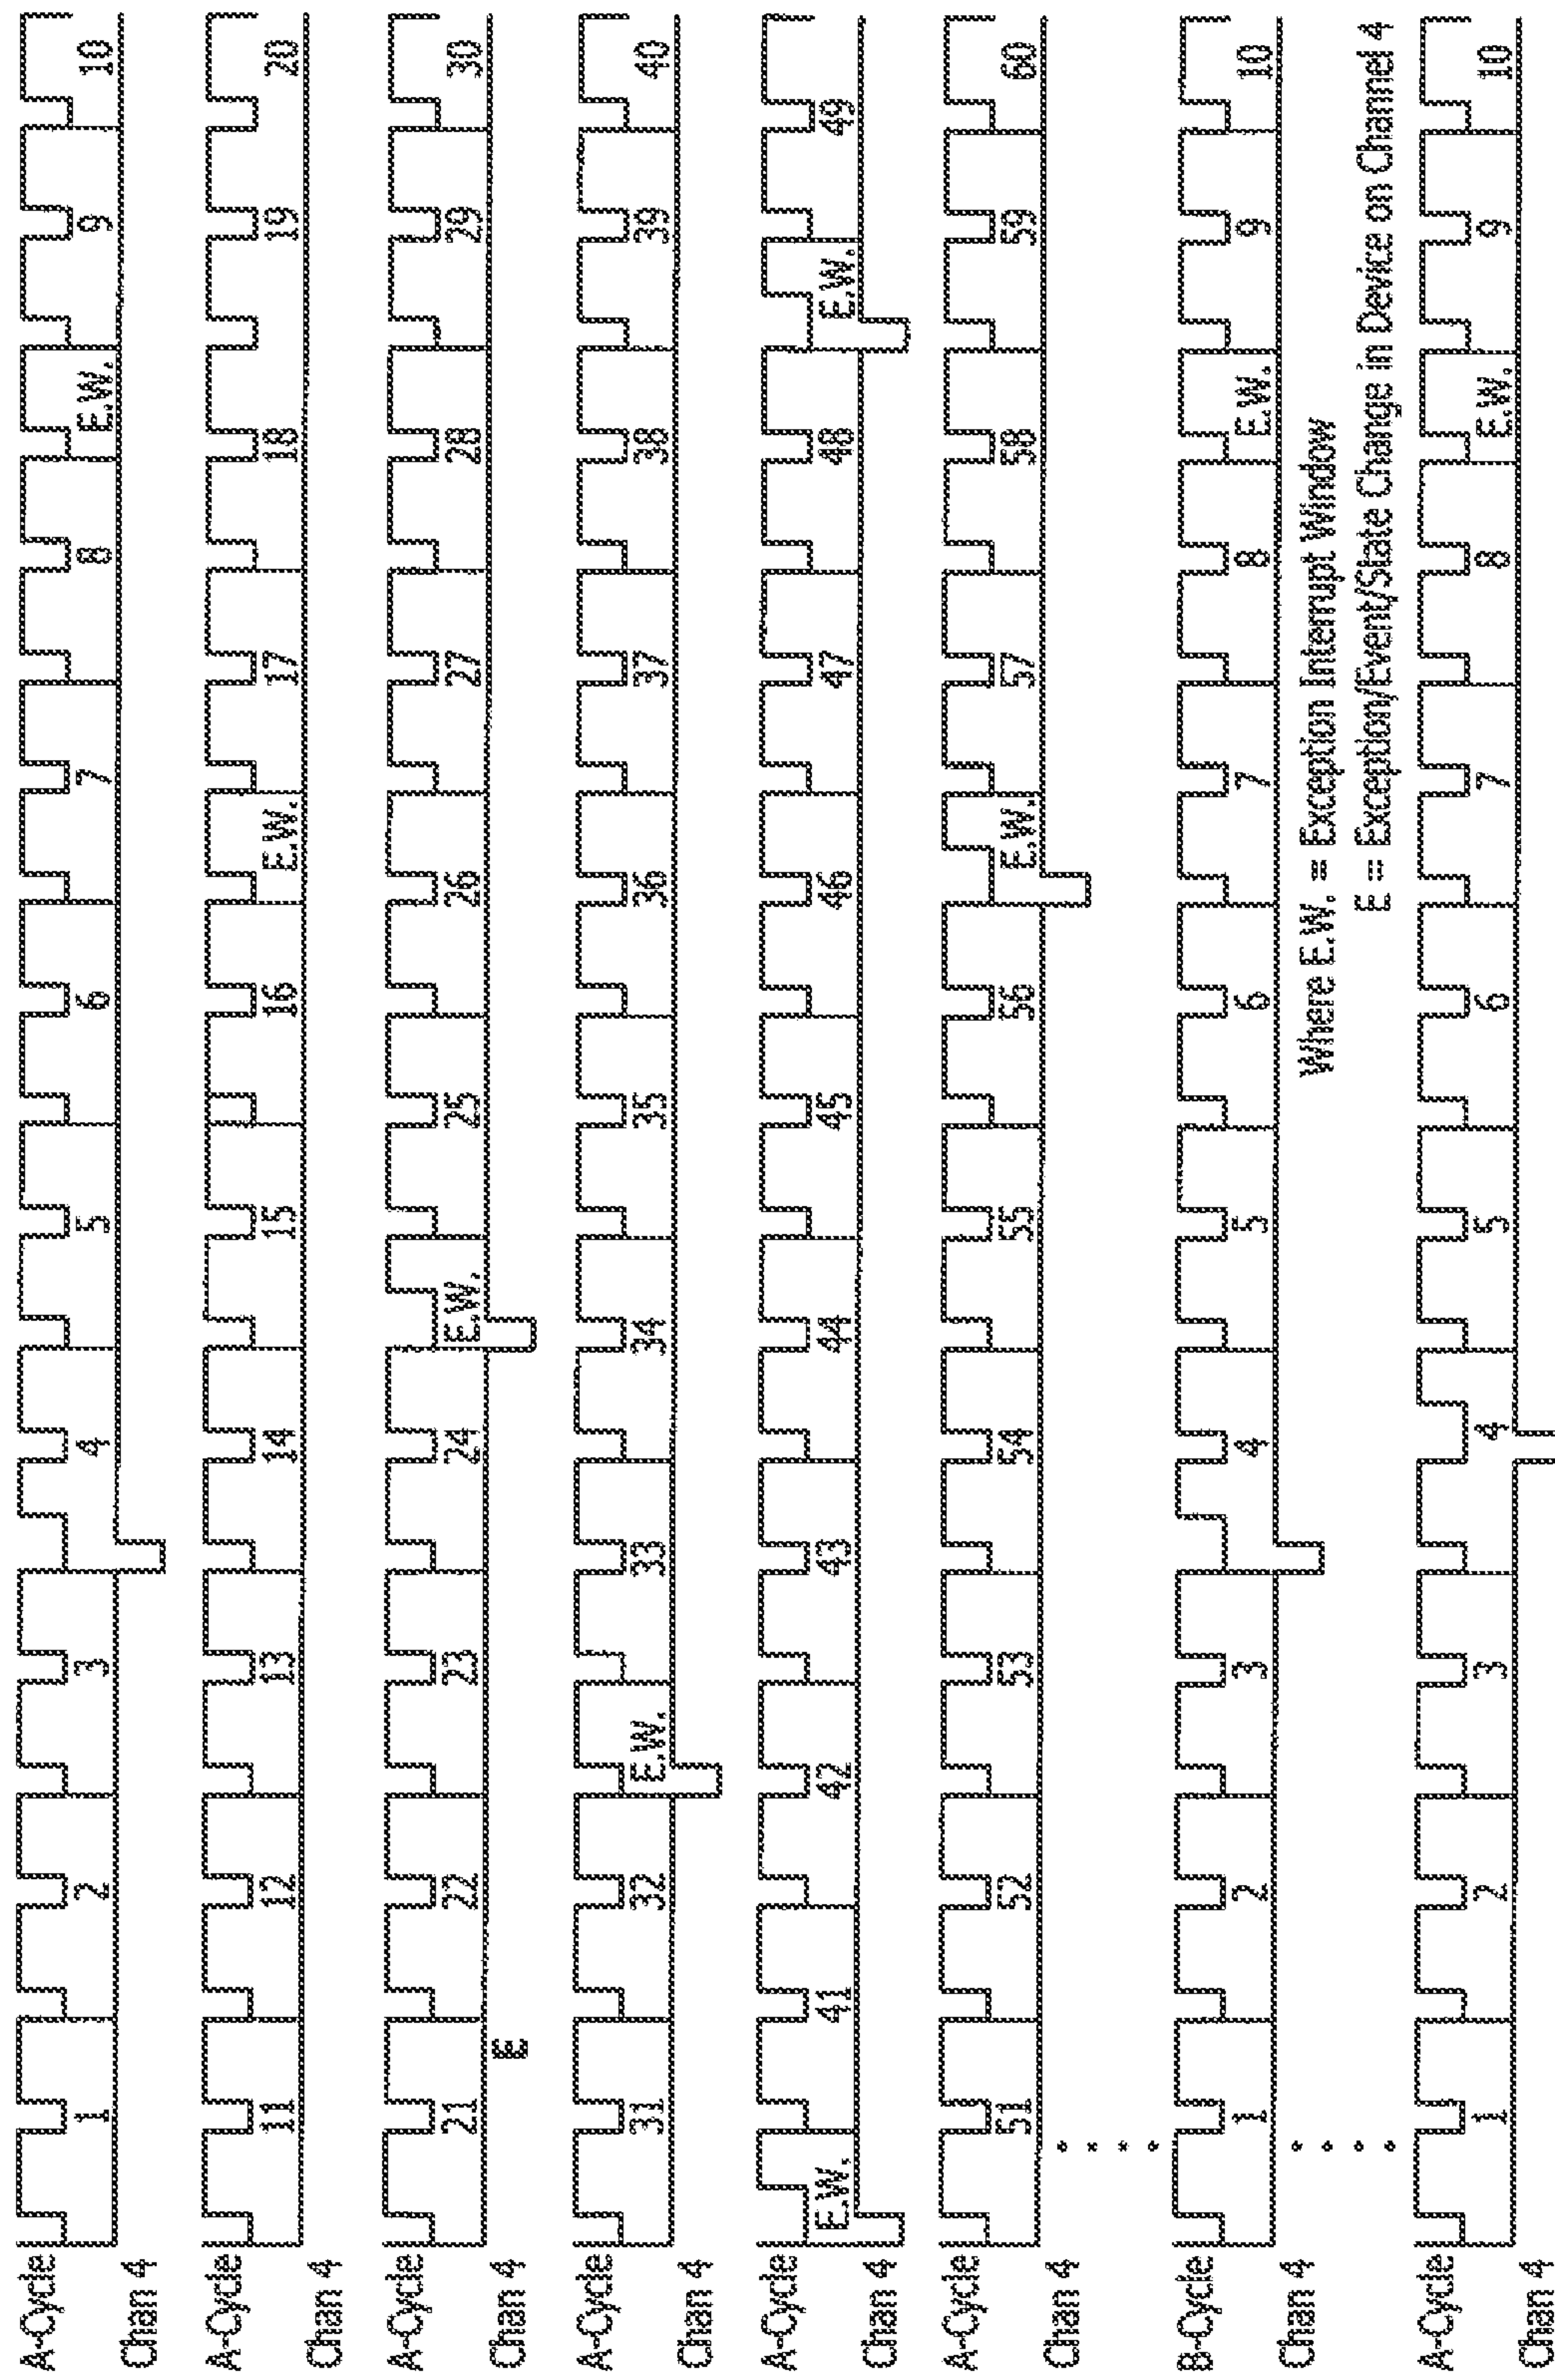 A-Cycle 1 2 3 4 5 6 7 8 E.W. 9 10
Chan 4
A-Cycle 11 12 13 14 15 16 E.W. 17 18 19 20
Chan 4
A-Cycle 21 22 23 24 E.W. 25 26 27 28 29 30
Chan 4 E
A-Cycle 31 32 E.W. 33 34 35 36 37 38 39 40
Chan 4
A-Cycle E.W. 41 42 43 44 45 46 47 48 E.W. 49
Chan 4
A-Cycle 51 52 53 54 55 56 E.W. 57 58 59 60
Chan 4
B-Cycle 1 2 3 4 5 6 7 8 E.W. 9 10
Chan 4
Where E.W. = Exception Interrupt Window
E = Exception/Event/State Change in Device on Channel 4
A-Cycle 1 2 3 4 5 6 7 8 E.W. 9 10
Chan 4